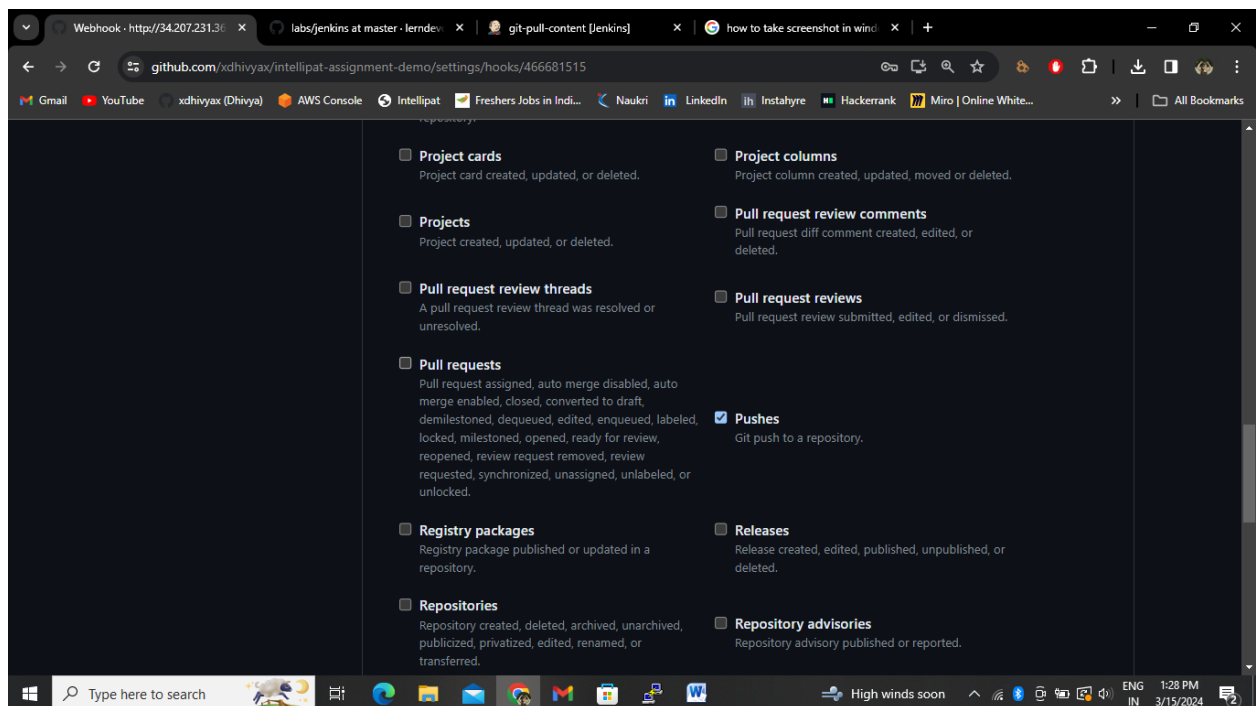 Webhook · http://34.207.231.36
labs/jenkins at master · lerndev
git-pull-content [Jenkins]
how to take screenshot in wind
github.com/xdhivyax/intellipat-assignment-demo/settings/hooks/466681515
Gmail
YouTube
xdhivyax (Dhivya)
AWS Console
Intellipat
Freshers Jobs in Indi...
Naukri
LinkedIn
Instahyre
Hackerrank
Miro | Online White...
»
All Bookmarks
repository.
Project cards
Project card created, updated, or deleted.
Project columns
Project column created, updated, moved or deleted.
Projects
Project created, updated, or deleted.
Pull request review comments
Pull request diff comment created, edited, or
deleted.
Pull request review threads
A pull request review thread was resolved or
unresolved.
Pull request reviews
Pull request review submitted, edited, or dismissed.
Pull requests
Pull request assigned, auto merge disabled, auto
merge enabled, closed, converted to draft,
demilestoned, dequeued, edited, enqueued, labeled,
locked, milestoned, opened, ready for review,
reopened, review request removed, review
requested, synchronized, unassigned, unlabeled, or
unlocked.
Pushes
Git push to a repository.
Registry packages
Registry package published or updated in a
repository.
Releases
Release created, edited, published, unpublished, or
deleted.
Repositories
Repository created, deleted, archived, unarchived,
publicized, privatized, edited, renamed, or
transferred.
Repository advisories
Repository advisory published or reported.
Type here to search
High winds soon
ENG
IN
1:28 PM
3/15/2024
2